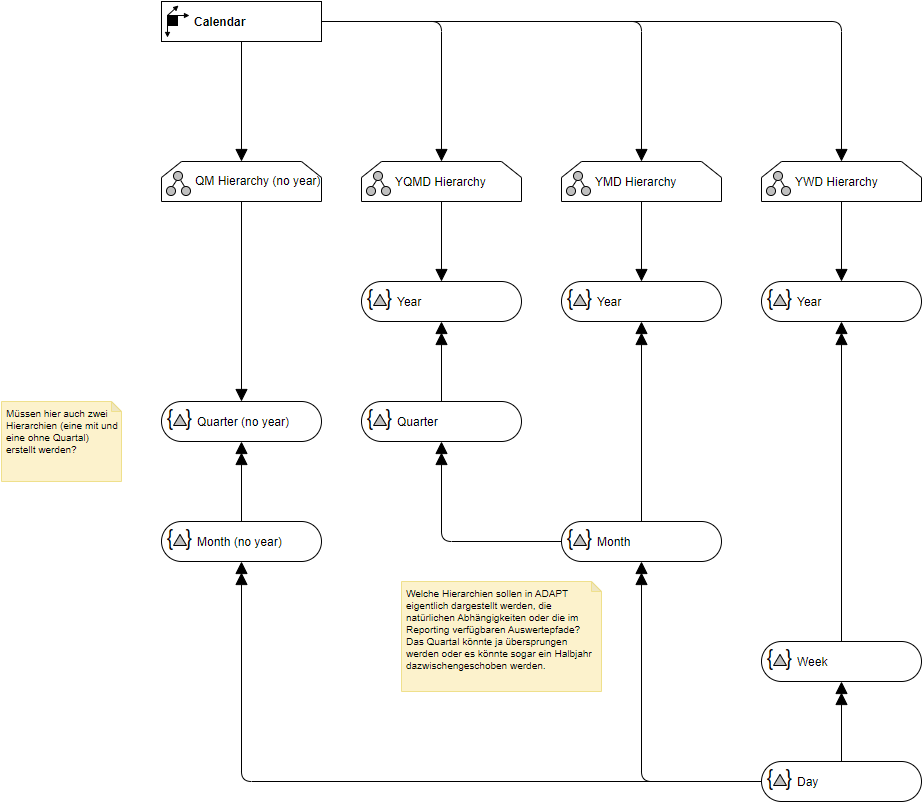 Calendar
QM Hierarchy (no year)
YQMD Hierarchy
YMD Hierarchy
YWD Hierarchy
Year
Year
Year
Müssen hier auch zwei
Hierarchien (eine mit und
eine ohne Quartal)
erstellt werden?
Quarter (no year)
Quarter
Month (no year)
Month
Welche Hierarchien sollen in ADAPT
eigentlich dargestellt werden, die
natürlichen Abhängigkeiten oder die im
Reporting verfügbaren Auswertepfade?
Das Quartal könnte ja übersprungen
werden oder es könnte sogar ein Halbjahr
dazwischengeschoben werden.
Week
Day